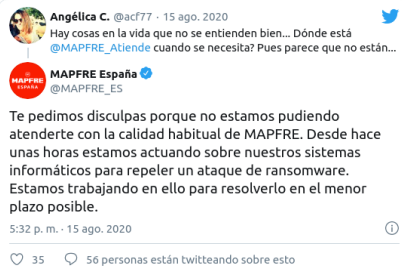 Angélica C. @acf77 · 15 ago. 2020
Hay cosas en la vida que no se entienden bien... Dónde está
@MAPFRE_Atiende cuando se necesita? Pues parece que no están...
MAPFRE
ESPAÑA
MAPFRE España
@MAPFRE_ES
Te pedimos disculpas porque no estamos pudiendo
atenderte con la calidad habitual de MAPFRE. Desde hace
unas horas estamos actuando sobre nuestros sistemas
informáticos para repeler un ataque de ransomware.
Estamos trabajando en ello para resolverlo en el menor
plazo posible.
5:32 p. m. · 15 ago. 2020
35 56 personas están twitteando sobre esto